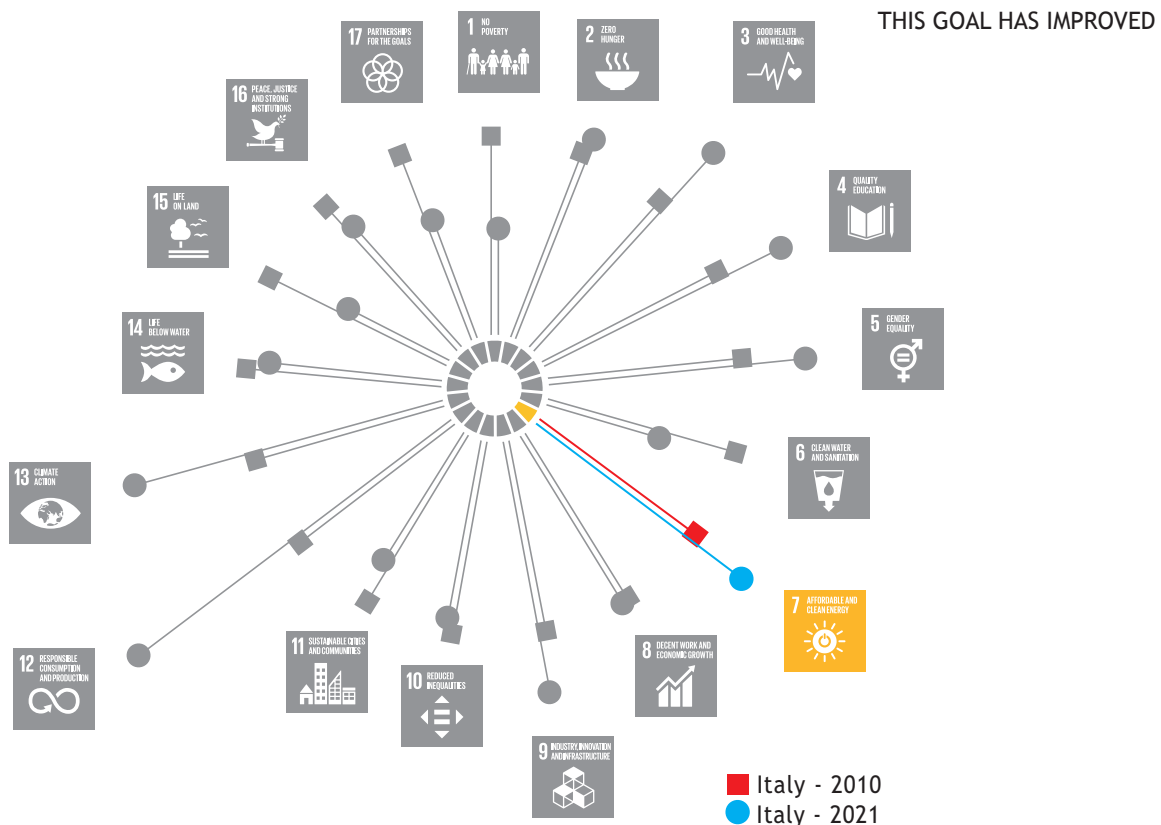 THIS GOAL HAS IMPROVED
1 NO
POVERTY
2 ZERO
HUNGER
3 GOOD HEALTH
AND WELL-BEING
4 QUALITY
EDUCATION
5 GENDER
EQUALITY
6 CLEAN WATER
AND SANITATION
7 AFFORDABLE AND
CLEAN ENERGY
8 DECENT WORK AND
ECONOMIC GROWTH
9 INDUSTRY, INNOVATION
AND INFRASTRUCTURE
10 REDUCED
INEQUALITIES
11 SUSTAINABLE CITIES
AND COMMUNITIES
12 RESPONSIBLE
CONSUMPTION
AND PRODUCTION
13 CLIMATE
ACTION
14 LIFE
BELOW WATER
15 LIFE
ON LAND
16 PEACE, JUSTICE
AND STRONG
INSTITUTIONS
17 PARTNERSHIPS
FOR THE GOALS
Italy - 2010
Italy - 2021